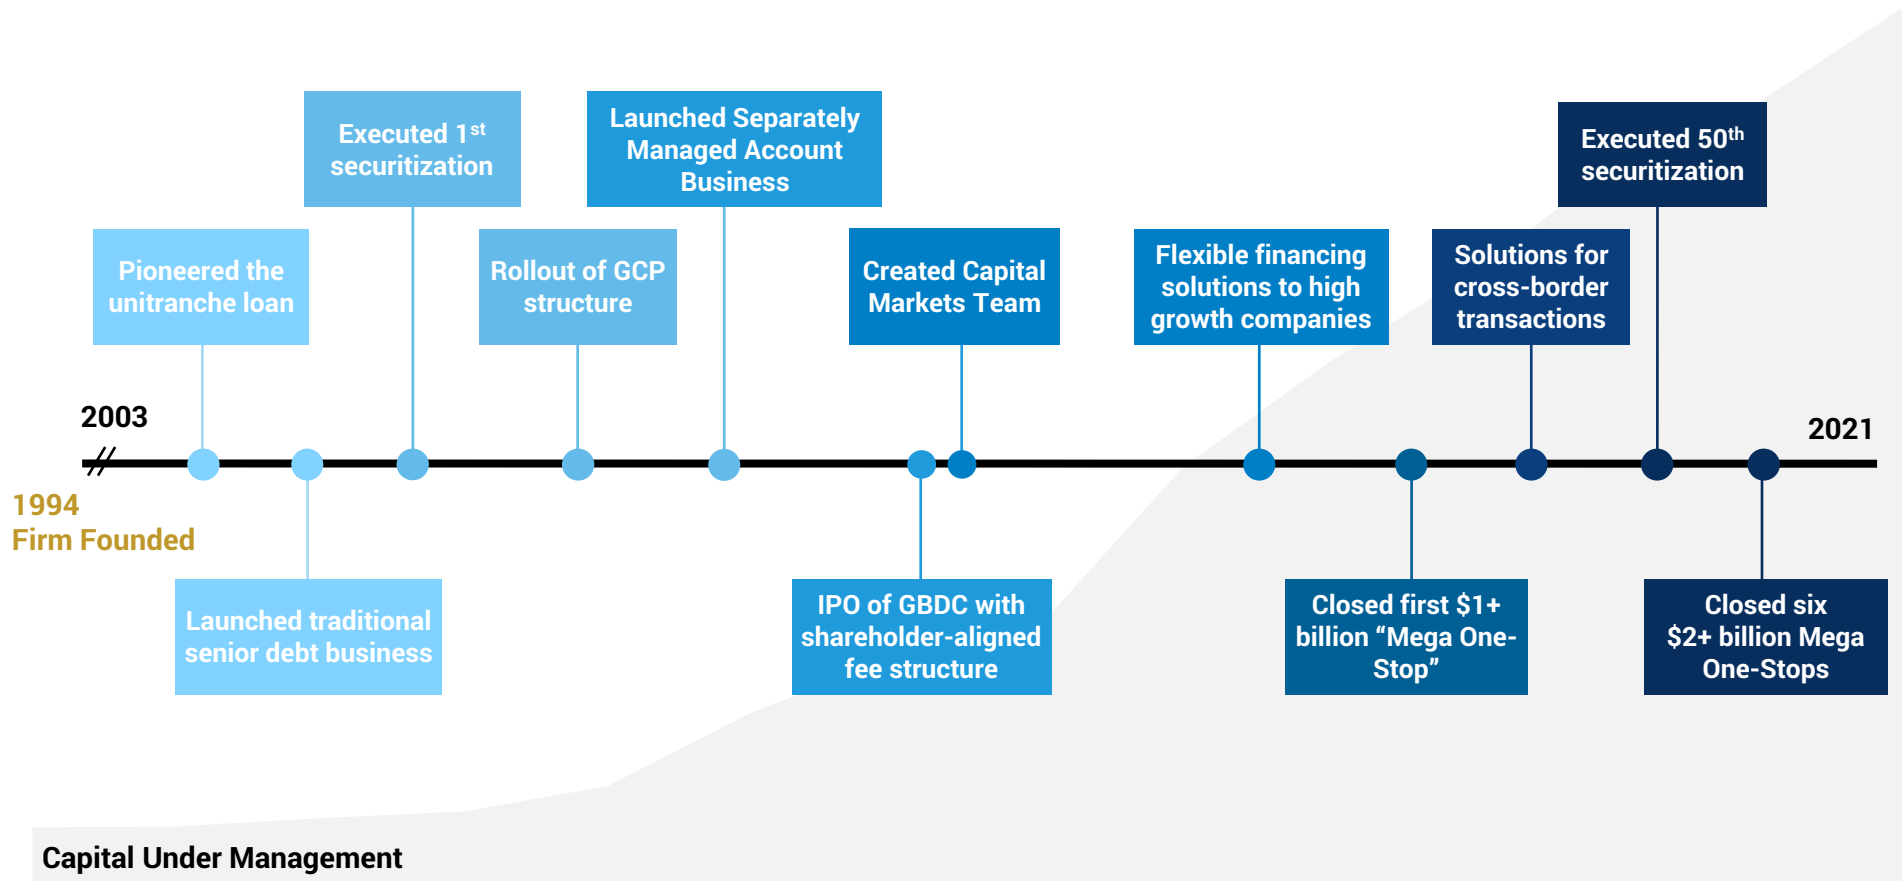 Executed 1st
securitization
Launched Separately
Managed Account
Business
Executed 50th
securitization
Pioneered the
unitranche loan
Rollout of GCP
structure
Created Capital
Markets Team
Flexible financing
solutions to high
growth companies
Solutions for
cross-border
transactions
2003
2021
1994
Firm Founded
Launched traditional
senior debt business
IPO of GBDC with
shareholder-aligned
fee structure
Closed first $1+
billion “Mega One-
Stop”
Closed six
$2+ billion Mega
One-Stops
Capital Under Management